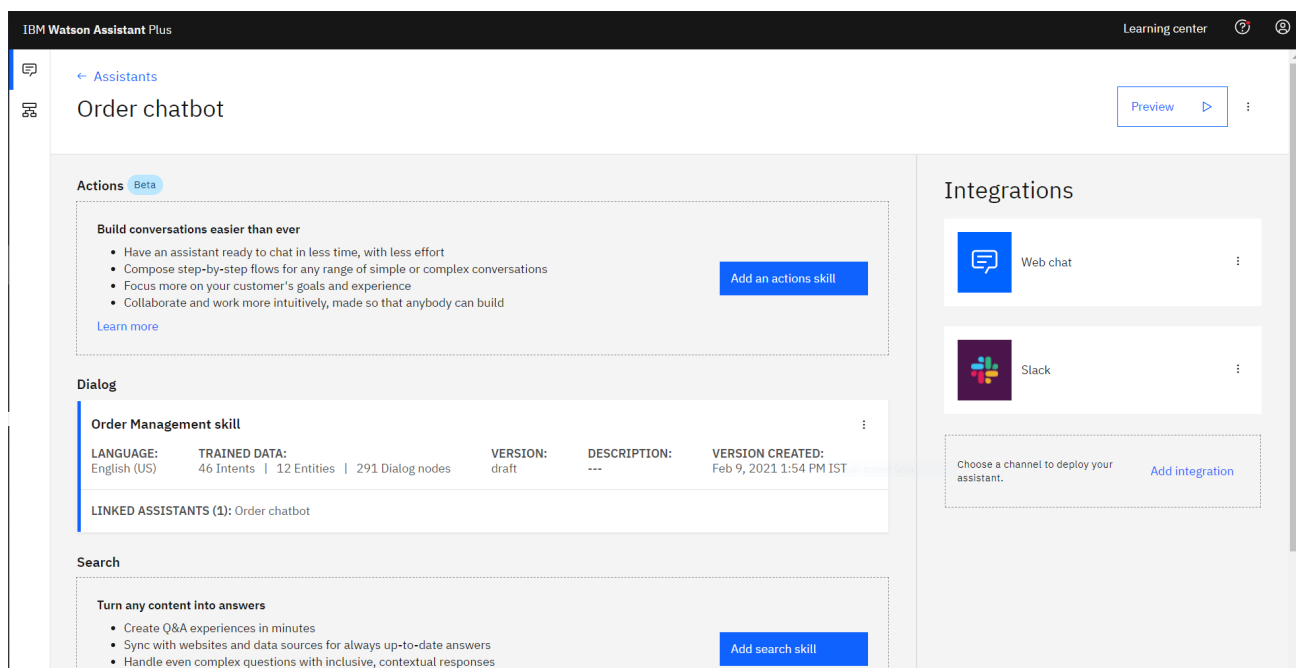 IBM Watson Assistant Plus
Learning center
← Assistants
Order chatbot
Preview
Actions Beta
Build conversations easier than ever
• Have an assistant ready to chat in less time, with less effort
• Compose step-by-step flows for any range of simple or complex conversations
• Focus more on your customer's goals and experience
• Collaborate and work more intuitively, made so that anybody can build
Learn more
Add an actions skill
Dialog
Order Management skill
LANGUAGE: TRAINED DATA: VERSION: DESCRIPTION: VERSION CREATED:
English (US) 46 Intents | 12 Entities | 291 Dialog nodes draft --- Feb 9, 2021 1:54 PM IST
LINKED ASSISTANTS (1): Order chatbot
Search
Turn any content into answers
• Create Q&A experiences in minutes
• Sync with websites and data sources for always up-to-date answers
• Handle even complex questions with inclusive, contextual responses
Add search skill
Integrations
Web chat
Slack
Choose a channel to deploy your
assistant.
Add integration